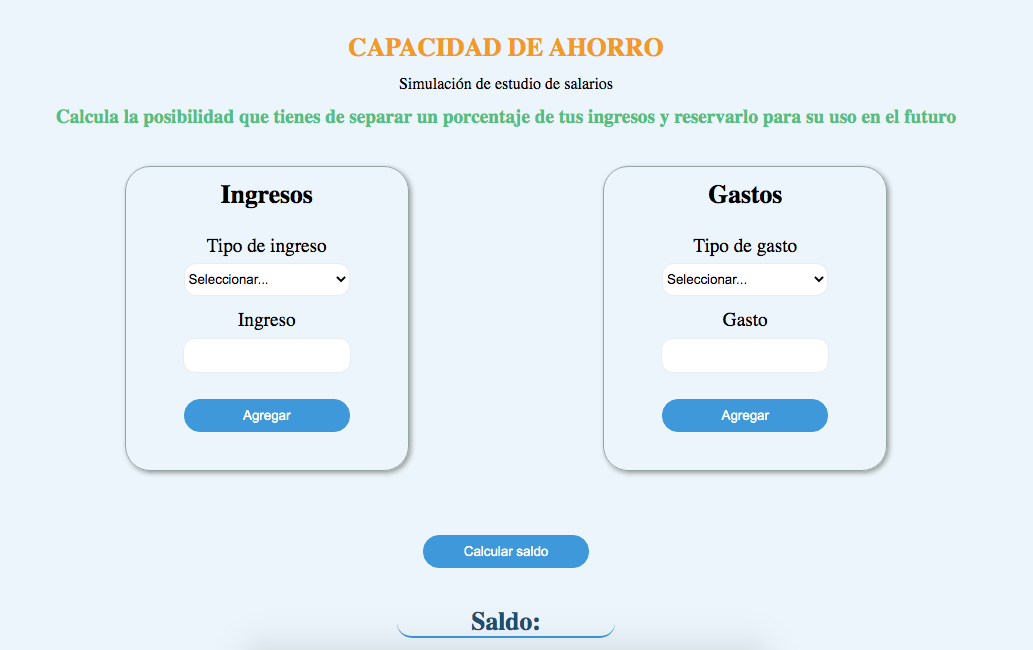 CAPACIDAD DE AHORRO
Simulación de estudio de salarios
Calcula la posibilidad que tienes de separar un porcentaje de tus ingresos y reservarlo para su uso en el futuro
Ingresos
Tipo de ingreso
Seleccionar...
Ingreso
Agregar
Gastos
Tipo de gasto
Seleccionar...
Gasto
Agregar
Calcular saldo
Saldo: